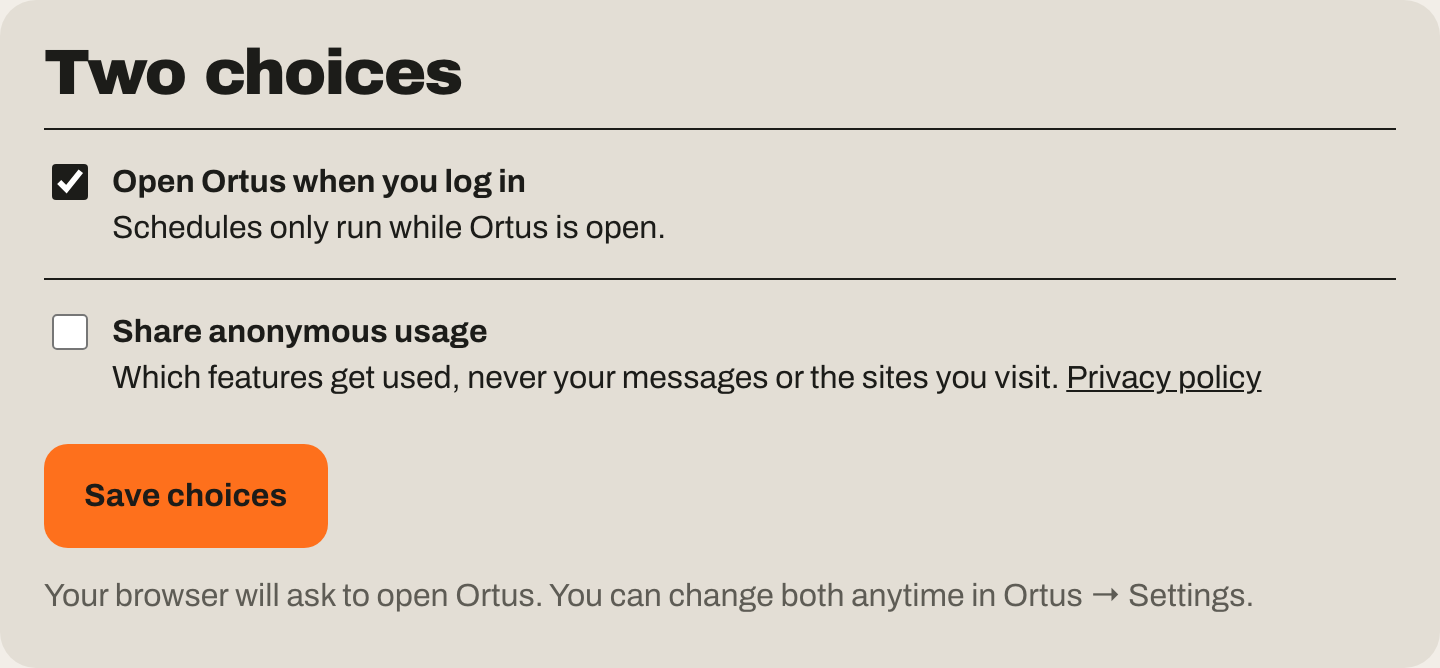 Two choices
Open Ortus when you log in
Schedules only run while Ortus is open.
Share anonymous usage
Which features get used, never your messages or the sites you visit. Privacy policy
Save choices
Your browser will ask to open Ortus. You can change both anytime in Ortus → Settings.